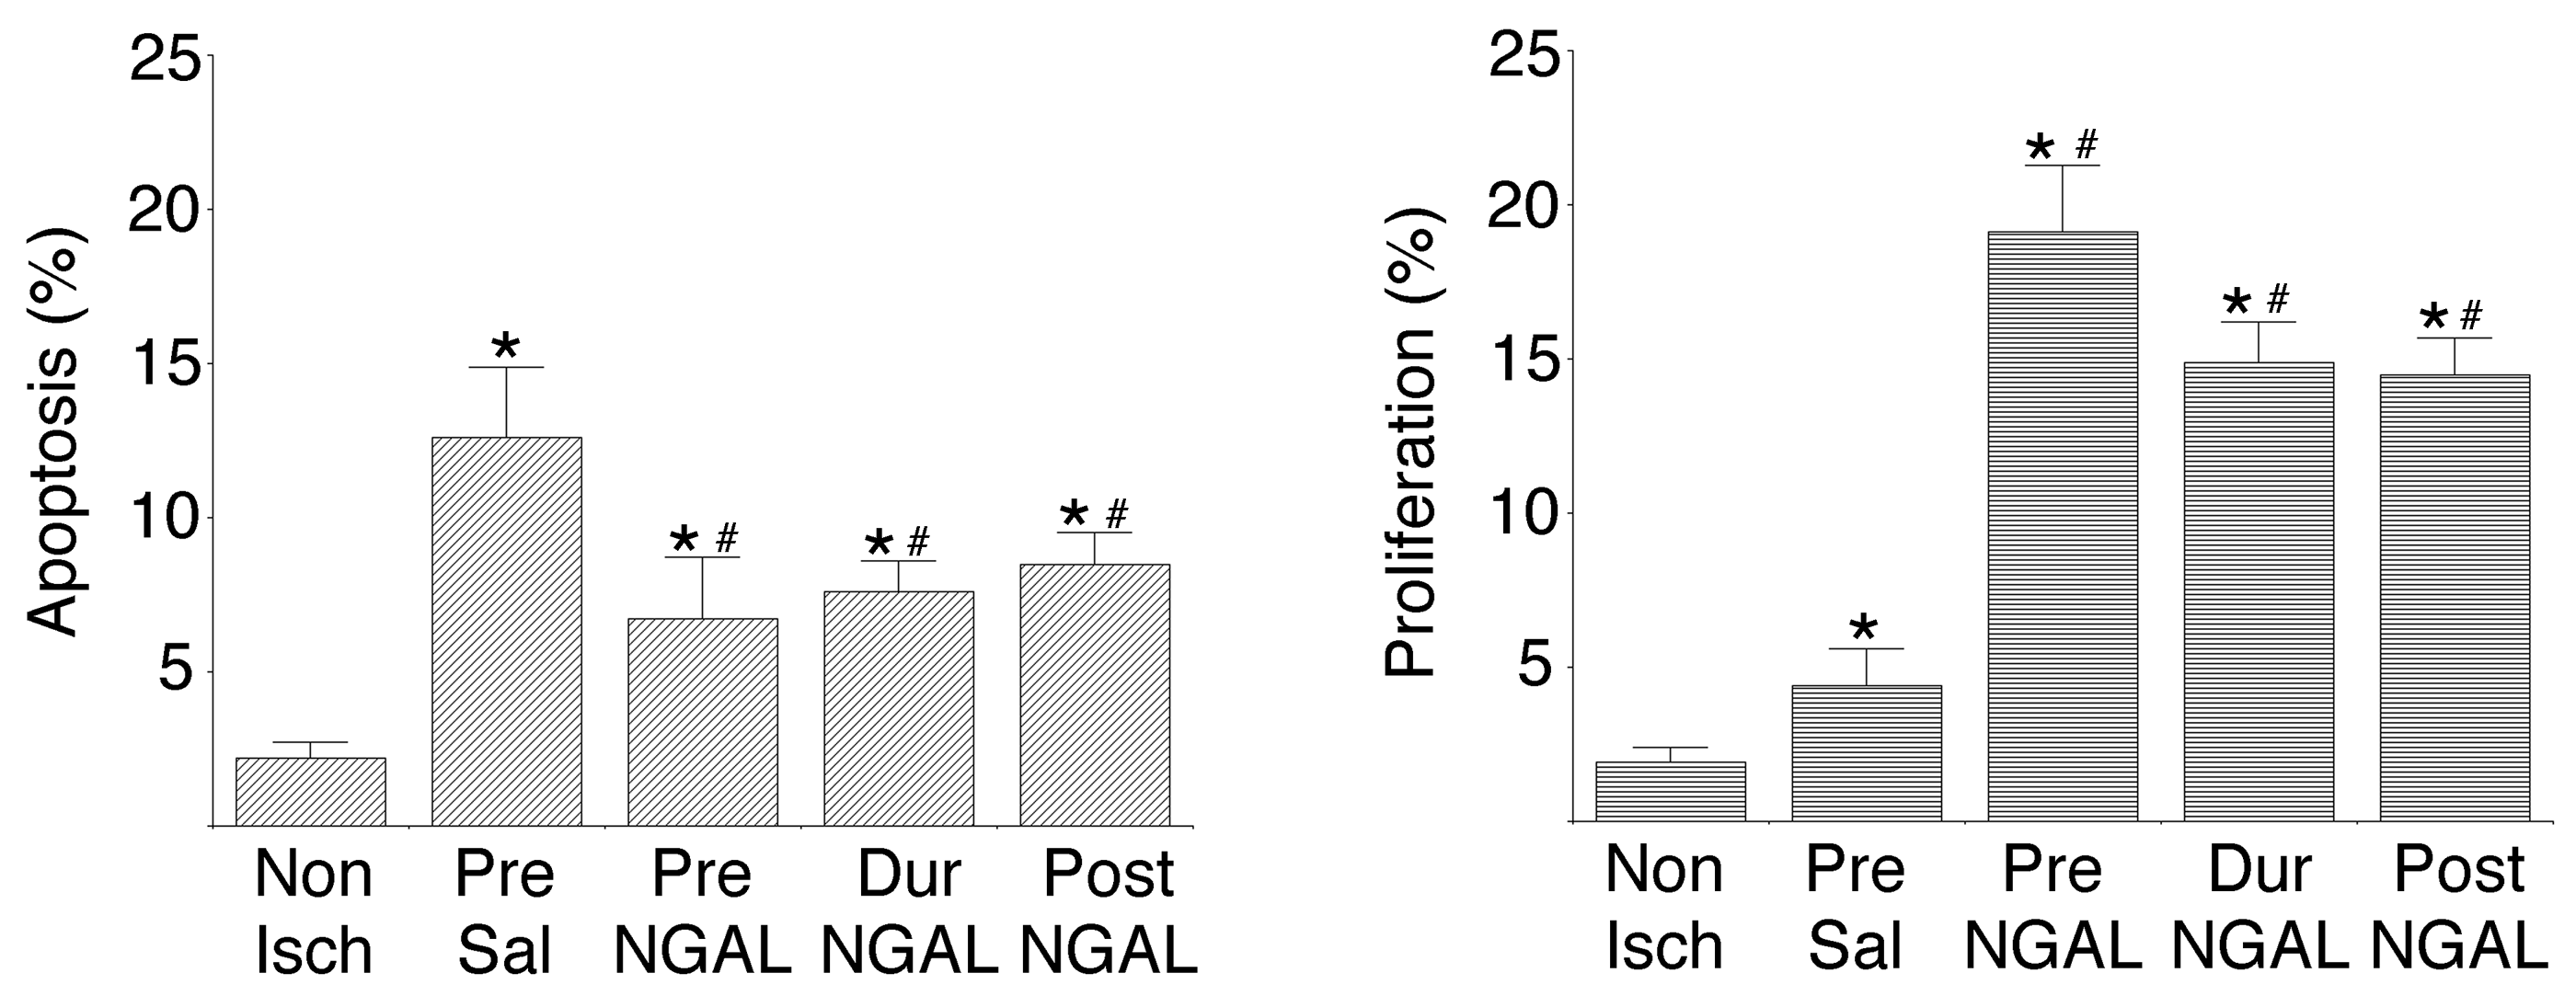 Apoptosis (%)
25
20
15
10
5
*
* #
* #
* #
Non Isch
Pre Sal
Pre NGAL
Dur NGAL
Post NGAL
Proliferation (%)
25
20
15
10
5
*
* #
* #
* #
Non Isch
Pre Sal
Pre NGAL
Dur NGAL
Post NGAL